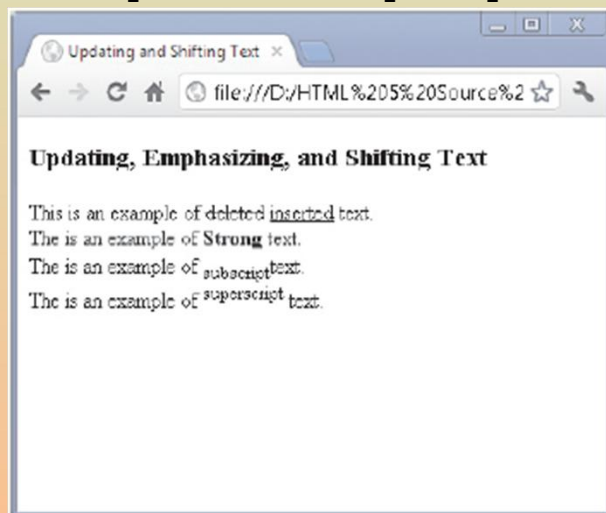 Updating and Shifting Text
file:///D:/HTML%205%20Source%2
Updating, Emphasizing, and Shifting Text
This is an example of deleted inserted text.
The is an example of Strong text.
The is an example of subscripttext.
The is an example of superscript text.